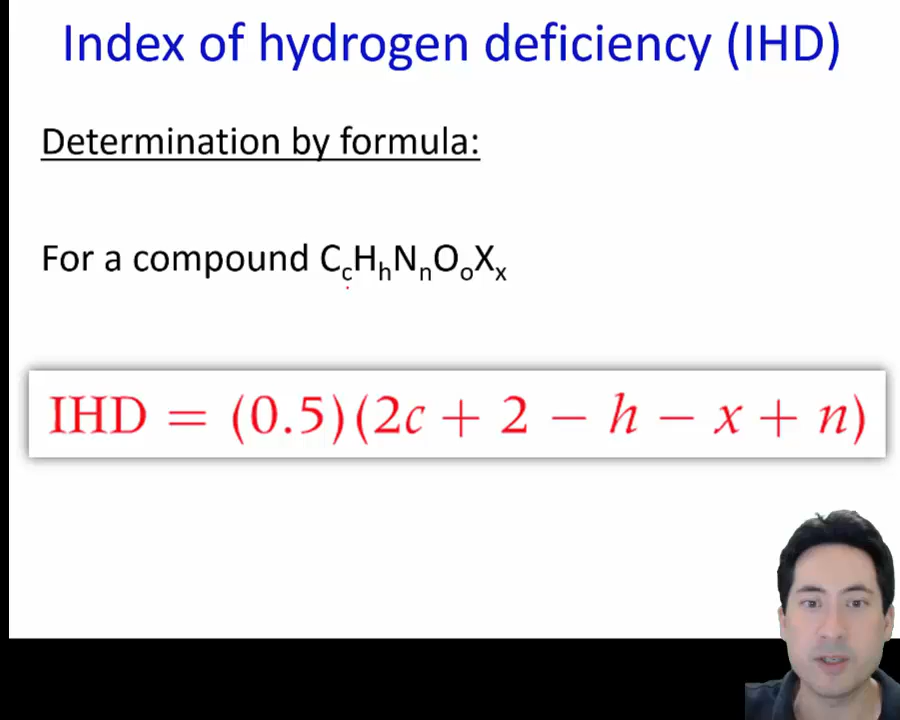 Index of hydrogen deficiency (IHD)
Determination by formula:
For a compound CcHhNnOoXx
IHD = (0.5)(2c + 2 − h − x + n)